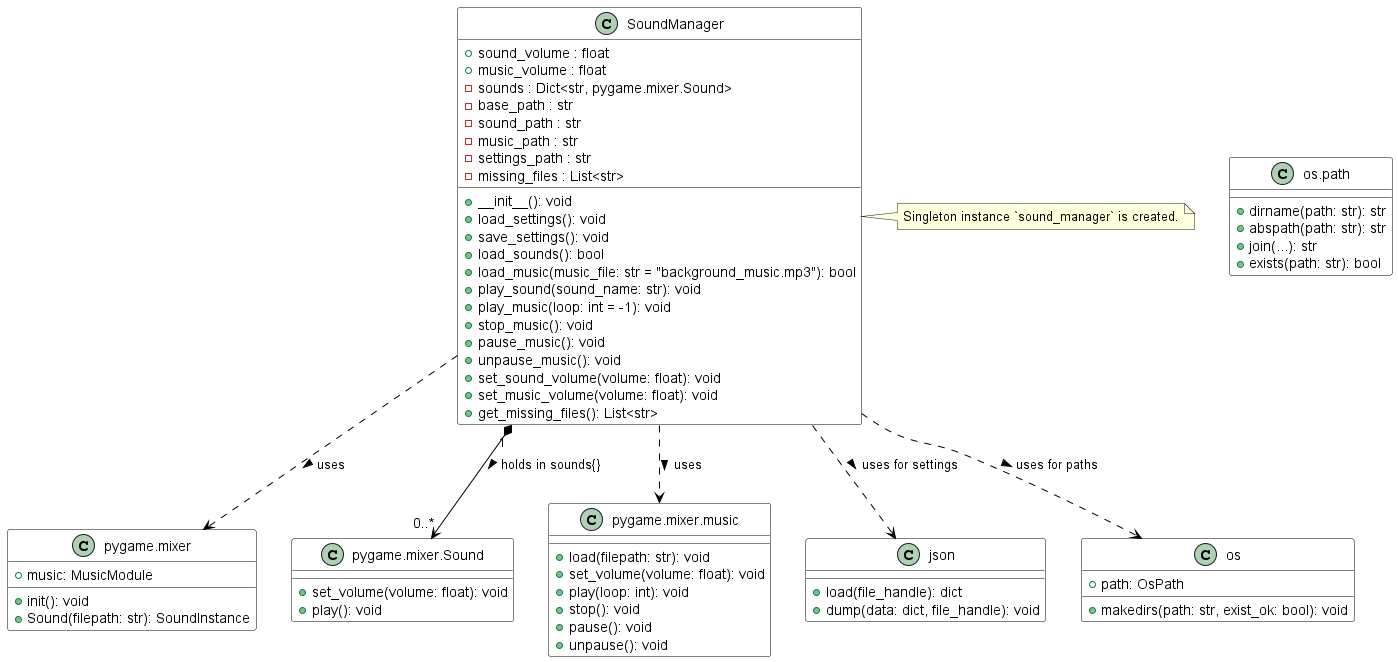 C SoundManager
sound_volume : float
music_volume : float
sounds : Dict<str, pygame.mixer.Sound>
base_path : str
sound_path : str
music_path : str
settings_path : str
missing_files : List<str>
__init__(): void
load_settings(): void
save_settings(): void
load_sounds(): bool
load_music(music_file: str = "background_music.mp3"): bool
play_sound(sound_name: str): void
play_music(loop: int = -1): void
stop_music(): void
pause_music(): void
unpause_music(): void
set_sound_volume(volume: float): void
set_music_volume(volume: float): void
get_missing_files(): List<str>
Singleton instance `sound_manager` is created.
C os.path
dirname(path: str): str
abspath(path: str): str
join(...): str
exists(path: str): bool
uses
holds in sounds{}
uses
uses for settings
uses for paths
0..*
C pygame.mixer
music: MusicModule
init(): void
Sound(filepath: str): SoundInstance
C pygame.mixer.Sound
set_volume(volume: float): void
play(): void
C pygame.mixer.music
load(filepath: str): void
set_volume(volume: float): void
play(loop: int): void
stop(): void
pause(): void
unpause(): void
C json
load(file_handle): dict
dump(data: dict, file_handle): void
C os
path: OsPath
makedirs(path: str, exist_ok: bool): void